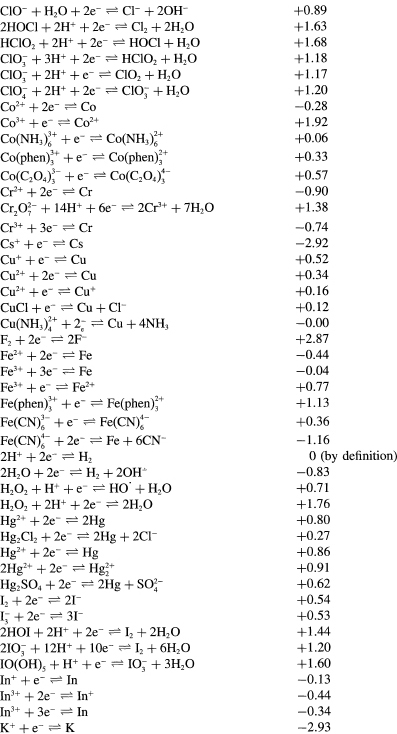 ClO⁻ + H₂O + 2e⁻ ⇌ Cl⁻ + 2OH⁻ +0.89
2HOCl + 2H⁺ + 2e⁻ ⇌ Cl₂ + 2H₂O +1.63
HClO₂ + 2H⁺ + 2e⁻ ⇌ HOCl + H₂O +1.68
ClO₃⁻ + 3H⁺ + 2e⁻ ⇌ HClO₂ + H₂O +1.18
ClO₃⁻ + 2H⁺ + e⁻ ⇌ ClO₂ + H₂O +1.17
ClO₄⁻ + 2H⁺ + 2e⁻ ⇌ ClO₃⁻ + H₂O +1.20
Co²⁺ + 2e⁻ ⇌ Co −0.28
Co³⁺ + e⁻ ⇌ Co²⁺ +1.92
Co(NH₃)₆³⁺ + e⁻ ⇌ Co(NH₃)₆²⁺ +0.06
Co(phen)₃³⁺ + e⁻ ⇌ Co(phen)₃²⁺ +0.33
Co(C₂O₄)₃³⁻ + e⁻ ⇌ Co(C₂O₄)₃⁴⁻ +0.57
Cr²⁺ + 2e⁻ ⇌ Cr −0.90
Cr₂O₇²⁻ + 14H⁺ + 6e⁻ ⇌ 2Cr³⁺ + 7H₂O +1.38
Cr³⁺ + 3e⁻ ⇌ Cr −0.74
Cs⁺ + e⁻ ⇌ Cs −2.92
Cu⁺ + e⁻ ⇌ Cu +0.52
Cu²⁺ + 2e⁻ ⇌ Cu +0.34
Cu²⁺ + e⁻ ⇌ Cu⁺ +0.16
CuCl + e⁻ ⇌ Cu + Cl⁻ +0.12
Cu(NH₃)₄²⁺ + 2e⁻ ⇌ Cu + 4NH₃ −0.00
F₂ + 2e⁻ ⇌ 2F⁻ +2.87
Fe²⁺ + 2e⁻ ⇌ Fe −0.44
Fe³⁺ + 3e⁻ ⇌ Fe −0.04
Fe³⁺ + e⁻ ⇌ Fe²⁺ +0.77
Fe(phen)₃³⁺ + e⁻ ⇌ Fe(phen)₃²⁺ +1.13
Fe(CN)₆³⁻ + e⁻ ⇌ Fe(CN)₆⁴⁻ +0.36
Fe(CN)₆⁴⁻ + 2e⁻ ⇌ Fe + 6CN⁻ −1.16
2H⁺ + 2e⁻ ⇌ H₂ 0 (by definition)
2H₂O + 2e⁻ ⇌ H₂ + 2OH⁻ −0.83
H₂O₂ + H⁺ + e⁻ ⇌ HO˙ + H₂O +0.71
H₂O₂ + 2H⁺ + 2e⁻ ⇌ 2H₂O +1.76
Hg²⁺ + 2e⁻ ⇌ 2Hg +0.80
Hg₂Cl₂ + 2e⁻ ⇌ 2Hg + 2Cl⁻ +0.27
Hg²⁺ + 2e⁻ ⇌ Hg +0.86
2Hg²⁺ + 2e⁻ ⇌ Hg₂²⁺ +0.91
Hg₂SO₄ + 2e⁻ ⇌ 2Hg + SO₄²⁻ +0.62
I₂ + 2e⁻ ⇌ 2I⁻ +0.54
I₃⁻ + 2e⁻ ⇌ 3I⁻ +0.53
2HOI + 2H⁺ + 2e⁻ ⇌ I₂ + 2H₂O +1.44
2IO₃⁻ + 12H⁺ + 10e⁻ ⇌ I₂ + 6H₂O +1.20
IO(OH)₅ + H⁺ + e⁻ ⇌ IO₃⁻ + 3H₂O +1.60
In⁺ + e⁻ ⇌ In −0.13
In³⁺ + 2e⁻ ⇌ In⁺ −0.44
In³⁺ + 3e⁻ ⇌ In −0.34
K⁺ + e⁻ ⇌ K −2.93